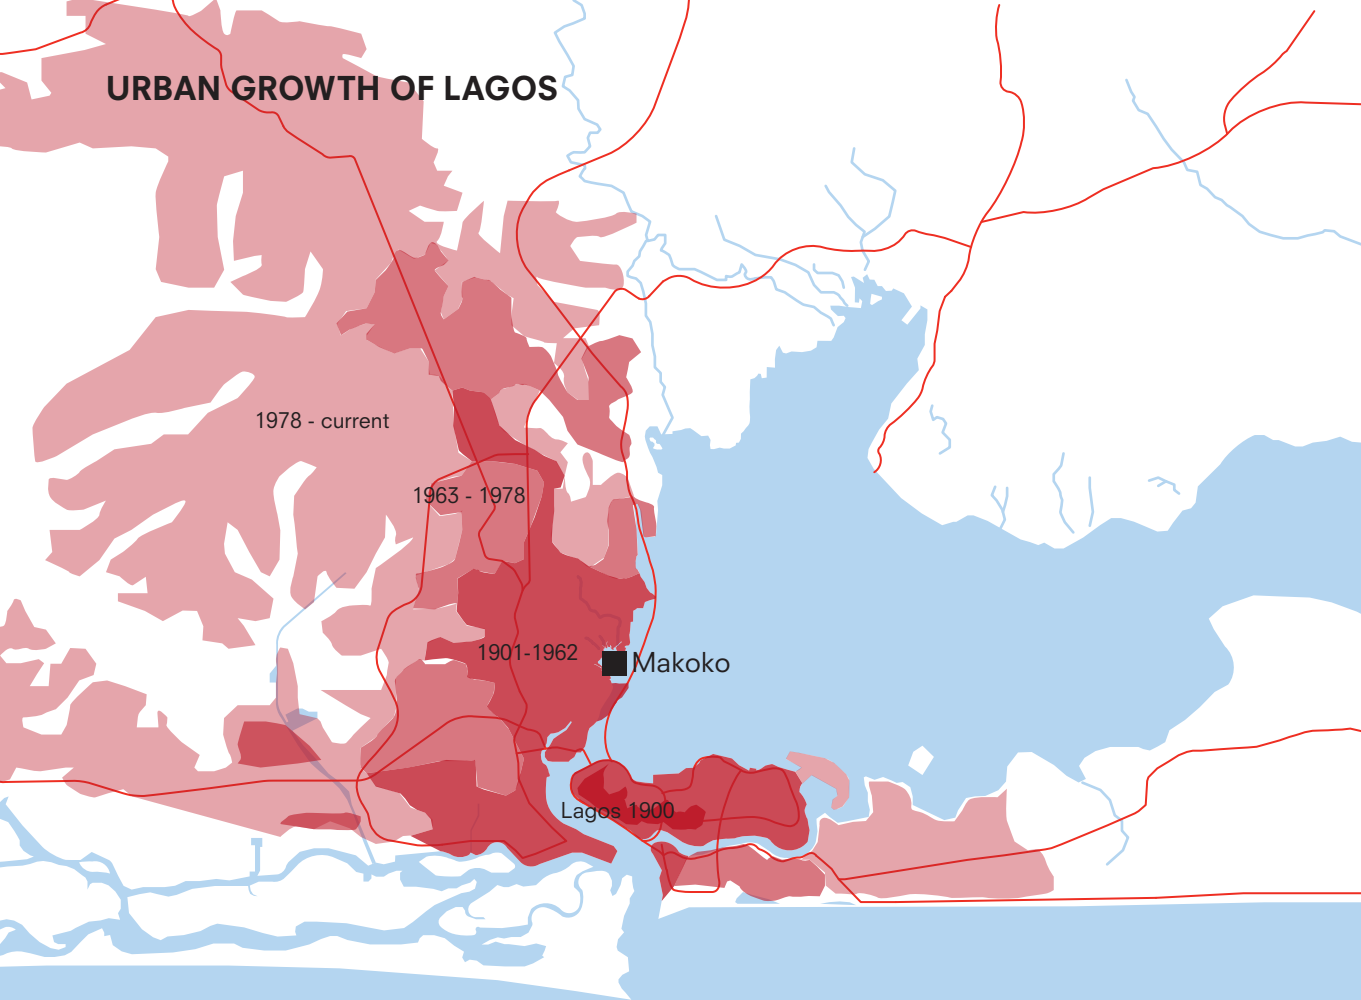 URBAN GROWTH OF LAGOS
1978 - current
1963 - 1978
1901-1962
Makoko
Lagos 1900